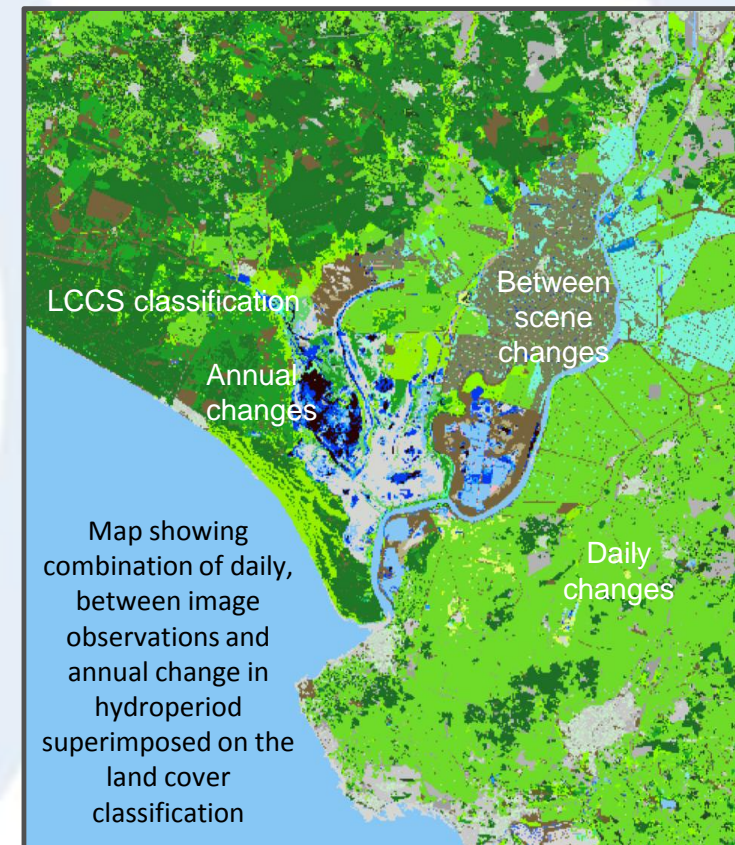 LCCS classification
Annual
changes
Between
scene
changes
Daily
changes
Map showing
combination of daily,
between image
observations and
annual change in
hydroperiod
superimposed on the
land cover
classification